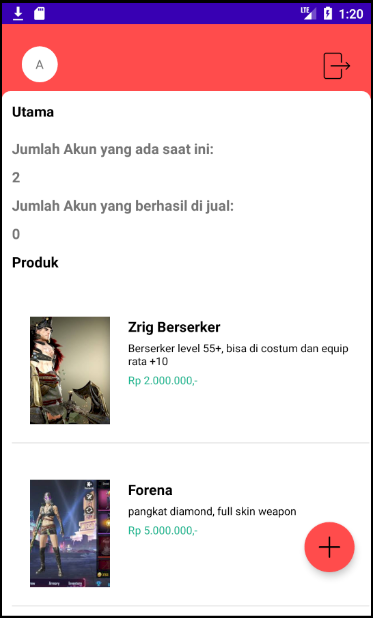 LTE 1:20
A
Utama
Jumlah Akun yang ada saat ini:
2
Jumlah Akun yang berhasil di jual:
0
Produk
Zrig Berserker
Berserker level 55+, bisa di costum dan equip
rata +10
Rp 2.000.000,-
Forena
pangkat diamond, full skin weapon
Rp 5.000.000,-